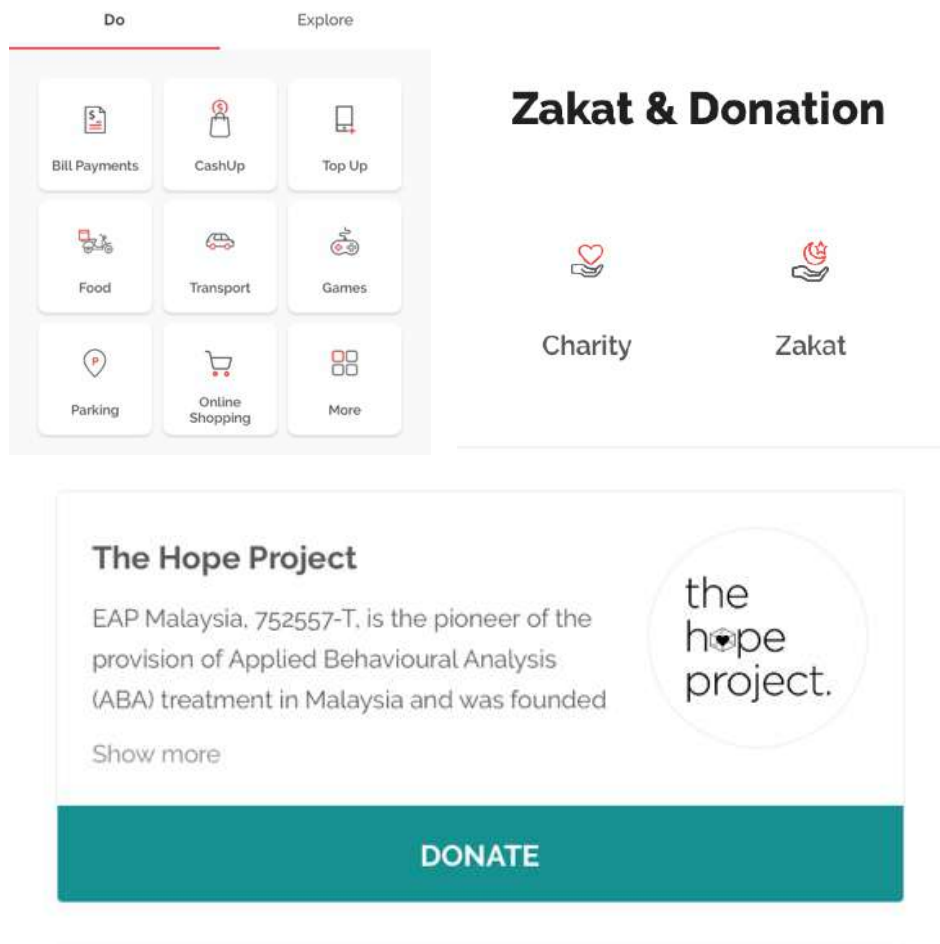 Do
Explore
Bill Payments
CashUp
Top Up
Food
Transport
Games
P
Parking
Online
Shopping
More
Zakat & Donation
Charity
Zakat
The Hope Project
EAP Malaysia, 752557-T, is the pioneer of the
provision of Applied Behavioural Analysis
(ABA) treatment in Malaysia and was founded
Show more
the
hope
project.
DONATE